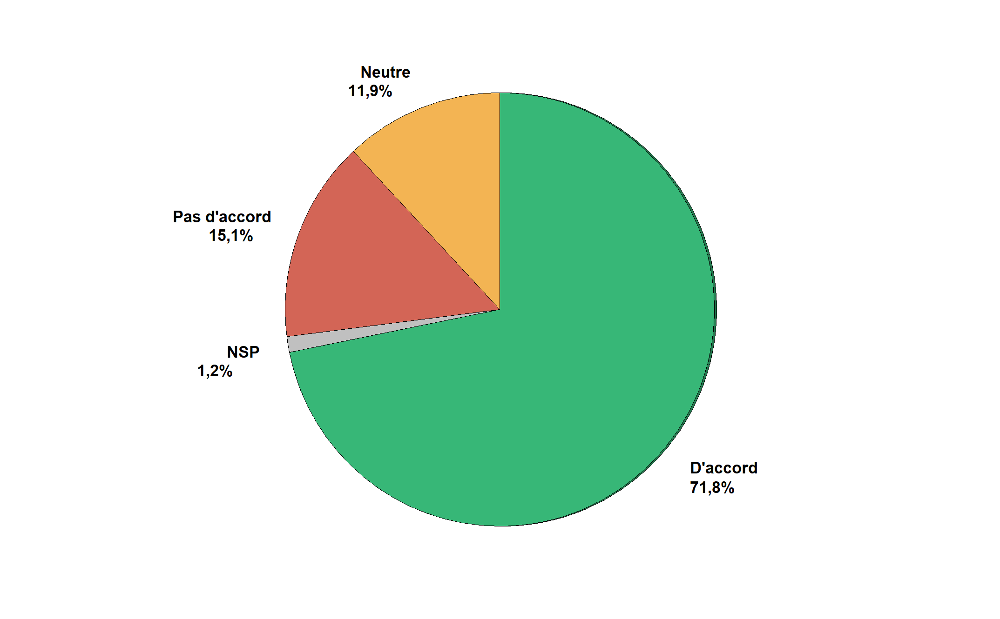 Neutre
11,9%
Pas d'accord
15,1%
NSP
1,2%
D'accord
71,8%